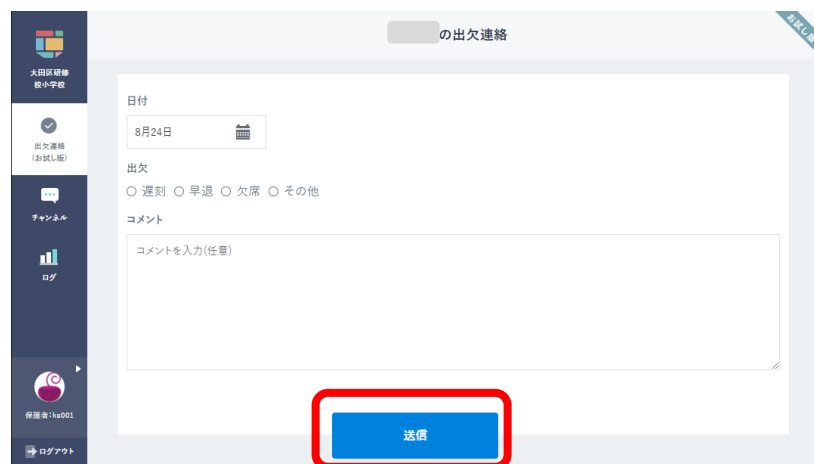 の出欠連絡
お試し版
大田区研修
校小学校
出欠連絡
(お試し版)
チャンネル
ログ
保護者:ks001
ログアウト
日付
8月24日
出欠
遅刻 早退 欠席 その他
コメント
コメントを入力(任意)
送信